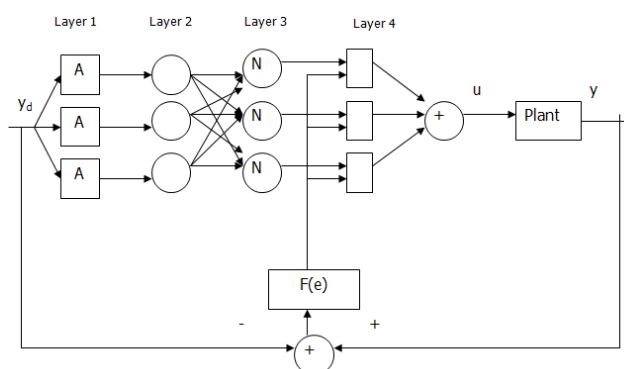 Layer 1 Layer 2 Layer 3 Layer 4
y_d
A
A
A
N
N
N
+
u
Plant
y
F(e)
-
+
+